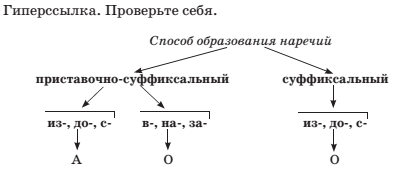 Гиперссылка. Проверьте себя.
Способ образования наречий
приставочно-суффиксальный суффиксальный
из-, до-, с- в-, на-, за- из-, до-, с-
А О О